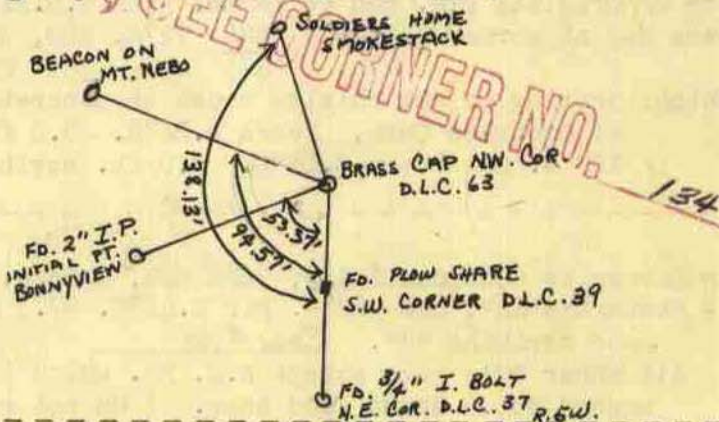 SEE CORNER NO. 134
SOLDIERS HOME
SMOKESTACK
BEACON ON
MT. NEBO
BRASS CAP NW. COR.
D.L.C. 63
138.13'
94.57'
53.37'
FD. 2" I.P.
INITIAL PT.
BONNYVIEW
FD. PLOW SHARE
S.W. CORNER D.L.C. 39
FD. 3/4" I. BOLT
N.E. COR. D.L.C. 37 R.6W.